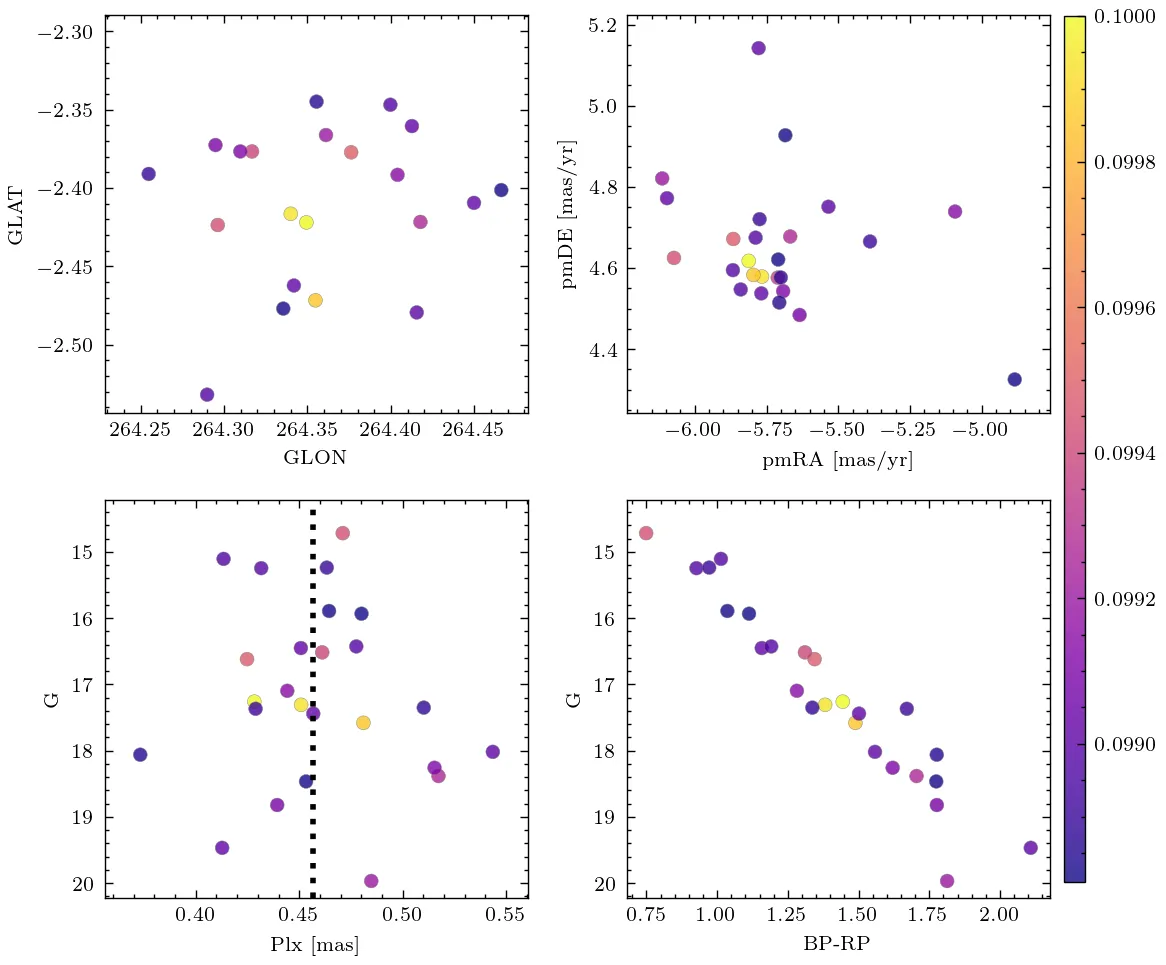 −2.30
−2.35
−2.40
−2.45
−2.50
GLAT
264.25 264.30 264.35 264.40 264.45
GLON
5.2
5.0
4.8
4.6
4.4
pmDE [mas/yr]
−6.00 −5.75 −5.50 −5.25 −5.00
pmRA [mas/yr]
15
16
17
18
19
20
G
0.40 0.45 0.50 0.55
Plx [mas]
15
16
17
18
19
20
G
0.75 1.00 1.25 1.50 1.75 2.00
BP-RP
0.1000
0.0998
0.0996
0.0994
0.0992
0.0990